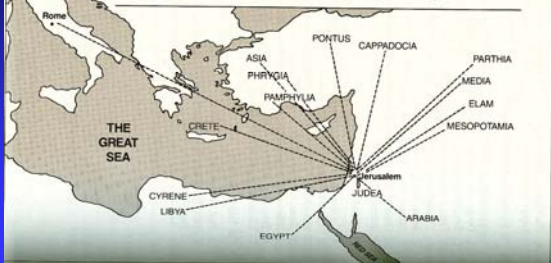 Rome
PONTUS
CAPPADOCIA
ASIA
PARTHIA
PHRYGIA
MEDIA
PAMPHYLIA
ELAM
CRETE
MESOPOTAMIA
THE
GREAT
SEA
Jerusalem
JUDEA
CYRENE
LIBYA
ARABIA
EGYPT
RED SEA